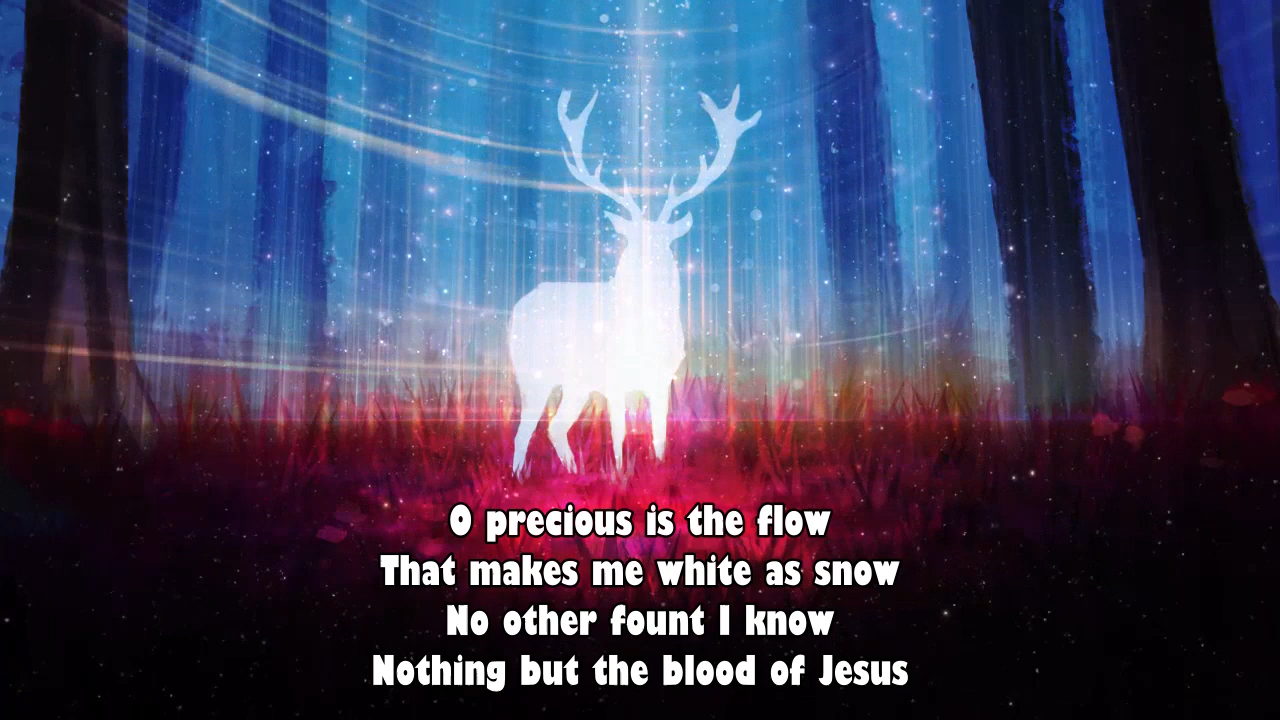 O precious is the flow
That makes me white as snow
No other fount I know
Nothing but the blood of Jesus